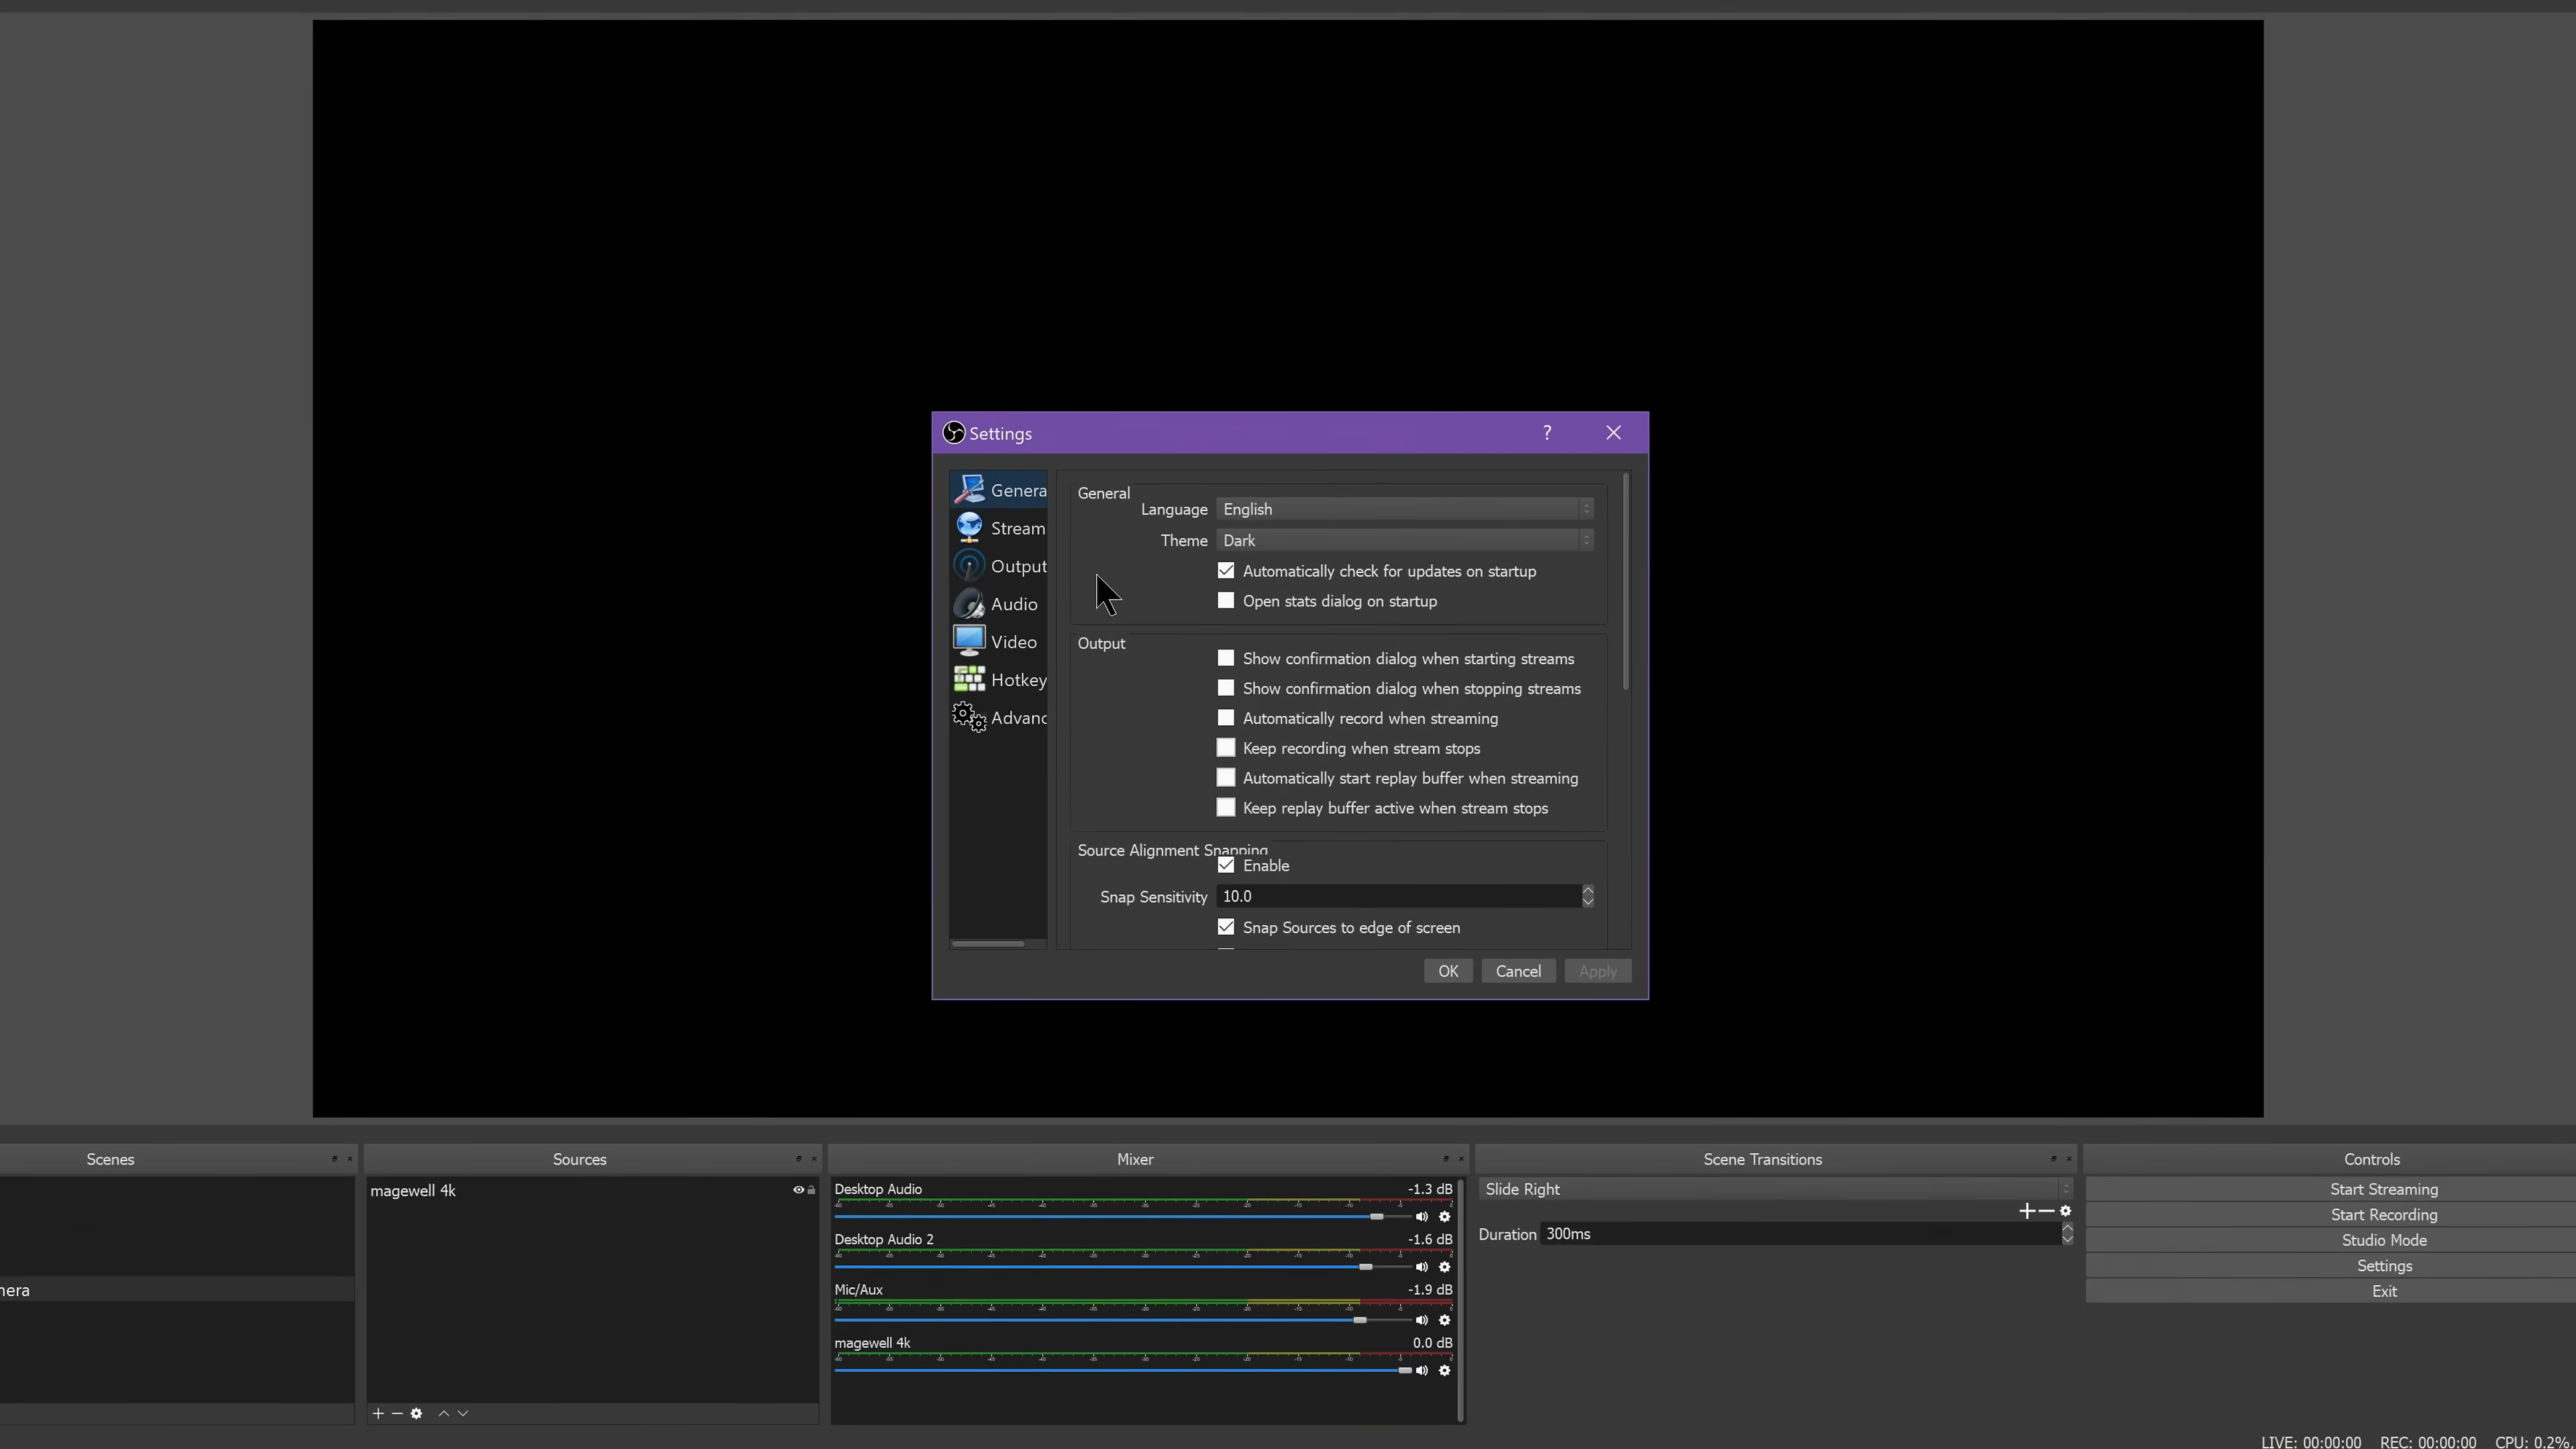 Settings
?
Genera
Stream
Output
Audio
Video
Hotkey
Advanc
General
Language English
Theme Dark
Automatically check for updates on startup
Open stats dialog on startup
Output
Show confirmation dialog when starting streams
Show confirmation dialog when stopping streams
Automatically record when streaming
Keep recording when stream stops
Automatically start replay buffer when streaming
Keep replay buffer active when stream stops
Source Alignment Snapping
Enable
Snap Sensitivity 10.0
Snap Sources to edge of screen
OK Cancel Apply
Scenes
nera
Sources
magewell 4k
Mixer
Desktop Audio -1.3 dB
Desktop Audio 2 -1.6 dB
Mic/Aux -1.9 dB
magewell 4k 0.0 dB
Scene Transitions
Slide Right
Duration 300ms
Controls
Start Streaming
Start Recording
Studio Mode
Settings
Exit
LIVE: 00:00:00 REC: 00:00:00 CPU: 0.2%